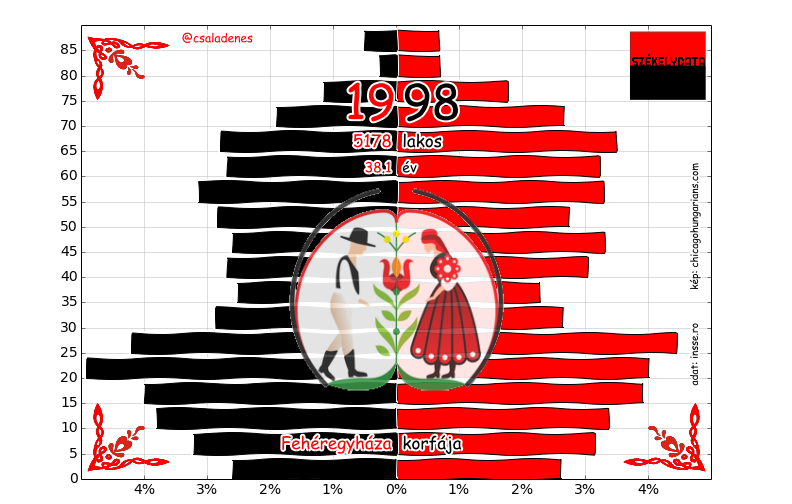 @csaladenes
SZÉKELYDATA
1998
5178 lakos
38.1 év
kép: chicagohungarians.com
adat: insse.ro
Fehéregyháza korfája
85
80
75
70
65
60
55
50
45
40
35
30
25
20
15
10
5
0
4% 3% 2% 1% 0% 1% 2% 3% 4%